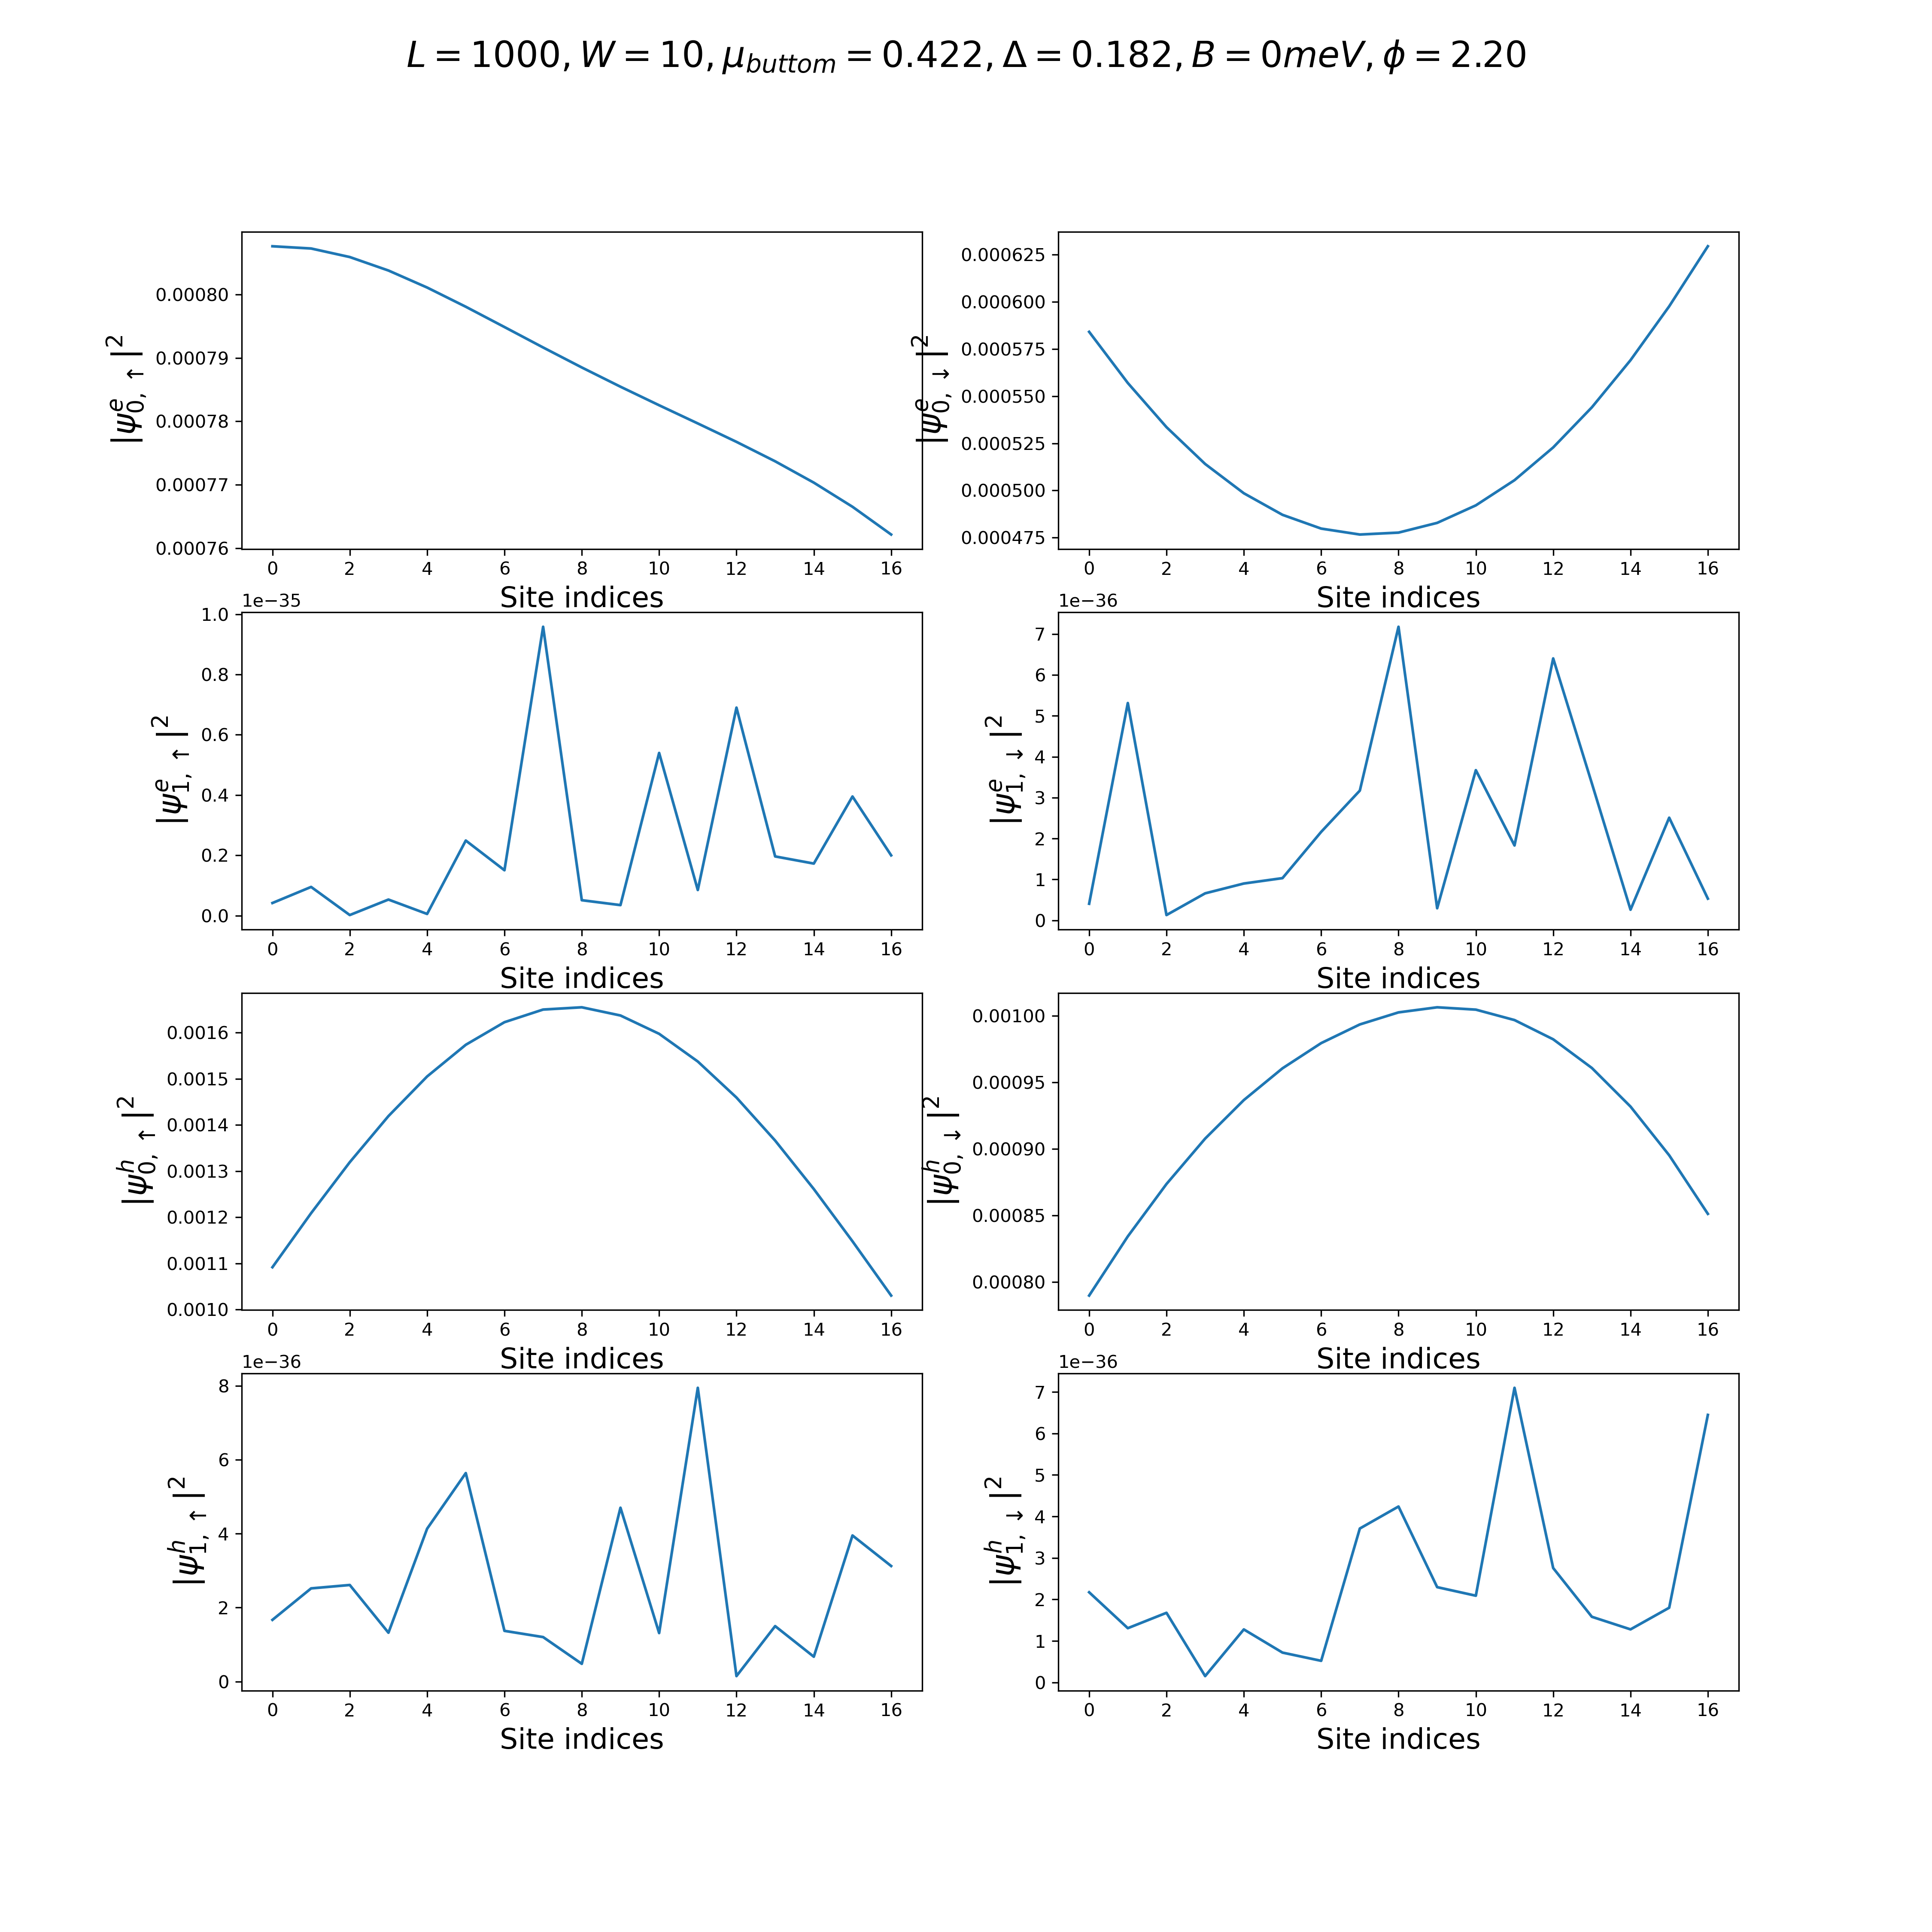 L = 1000, W = 10, μ_buttom = 0.422, Δ = 0.182, B = 0meV, ϕ = 2.20
|ψ^e_{0, ↑}|^2
0.00080
0.00079
0.00078
0.00077
0.00076
0 2 4 6 8 10 12 14 16
Site indices
|ψ^e_{0, ↓}|^2
0.000625
0.000600
0.000575
0.000550
0.000525
0.000500
0.000475
0 2 4 6 8 10 12 14 16
Site indices
1e−35
|ψ^e_{1, ↑}|^2
1.0
0.8
0.6
0.4
0.2
0.0
0 2 4 6 8 10 12 14 16
Site indices
1e−36
|ψ^e_{1, ↓}|^2
7
6
5
4
3
2
1
0
0 2 4 6 8 10 12 14 16
Site indices
|ψ^h_{0, ↑}|^2
0.0016
0.0015
0.0014
0.0013
0.0012
0.0011
0.0010
0 2 4 6 8 10 12 14 16
Site indices
|ψ^h_{0, ↓}|^2
0.00100
0.00095
0.00090
0.00085
0.00080
0 2 4 6 8 10 12 14 16
Site indices
1e−36
|ψ^h_{1, ↑}|^2
8
6
4
2
0
0 2 4 6 8 10 12 14 16
Site indices
1e−36
|ψ^h_{1, ↓}|^2
7
6
5
4
3
2
1
0
0 2 4 6 8 10 12 14 16
Site indices